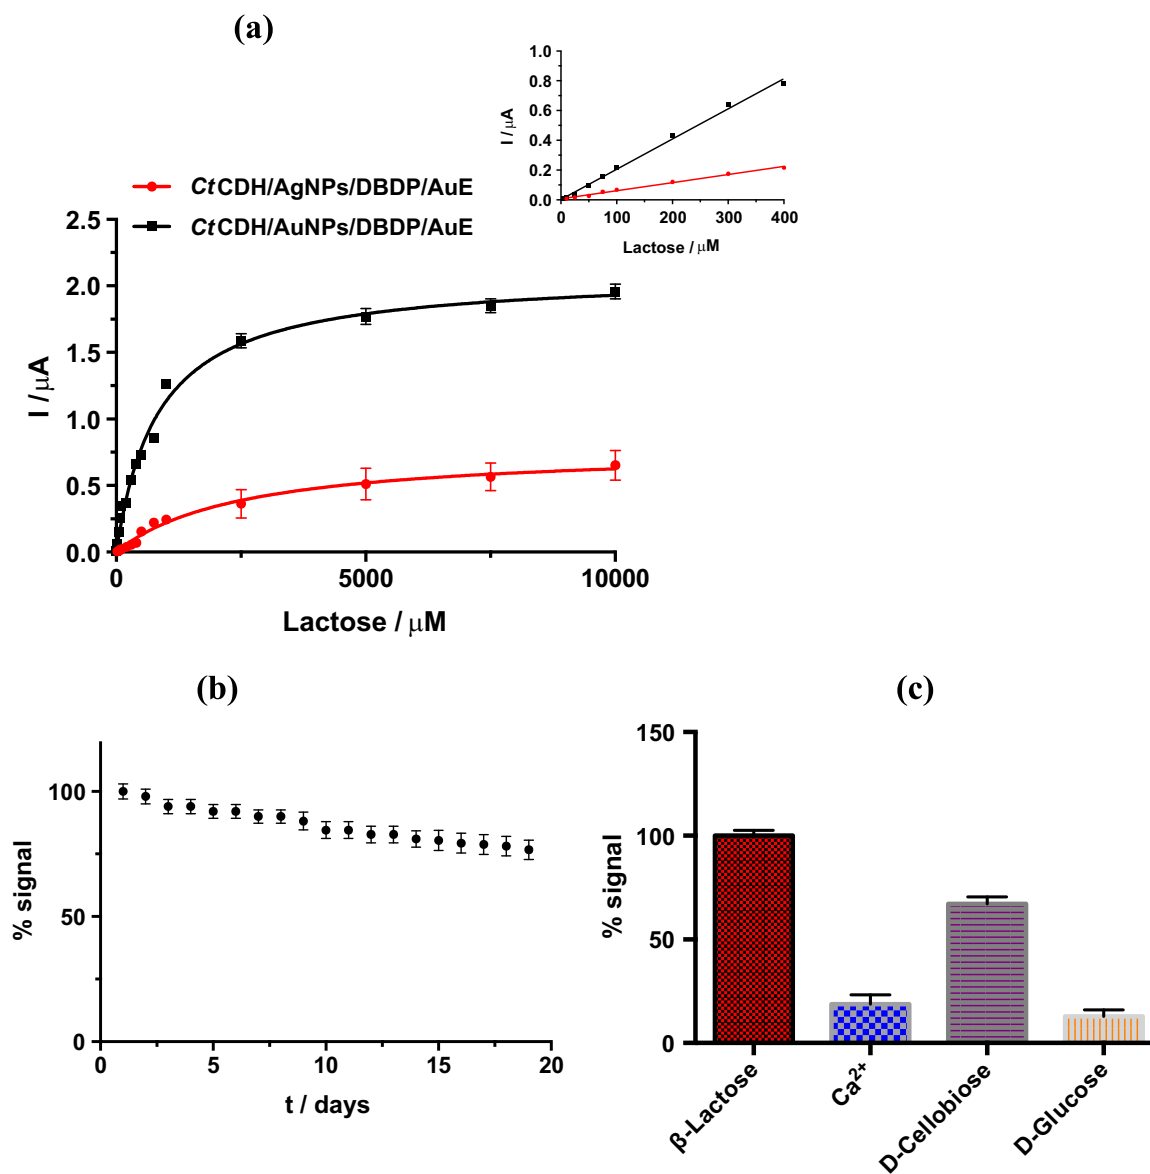 (a)
1.0
0.8
0.6
0.4
0.2
0.0
I / μA
0 100 200 300 400
Lactose / μM
CtCDH/AgNPs/DBDP/AuE
CtCDH/AuNPs/DBDP/AuE
2.5
2.0
1.5
1.0
0.5
0.0
I / μA
0 5000 10000
Lactose / μM
(b)
100
50
0
% signal
0 5 10 15 20
t / days
(c)
150
100
50
0
% signal
β-Lactose
Ca²⁺
D-Cellobiose
D-Glucose